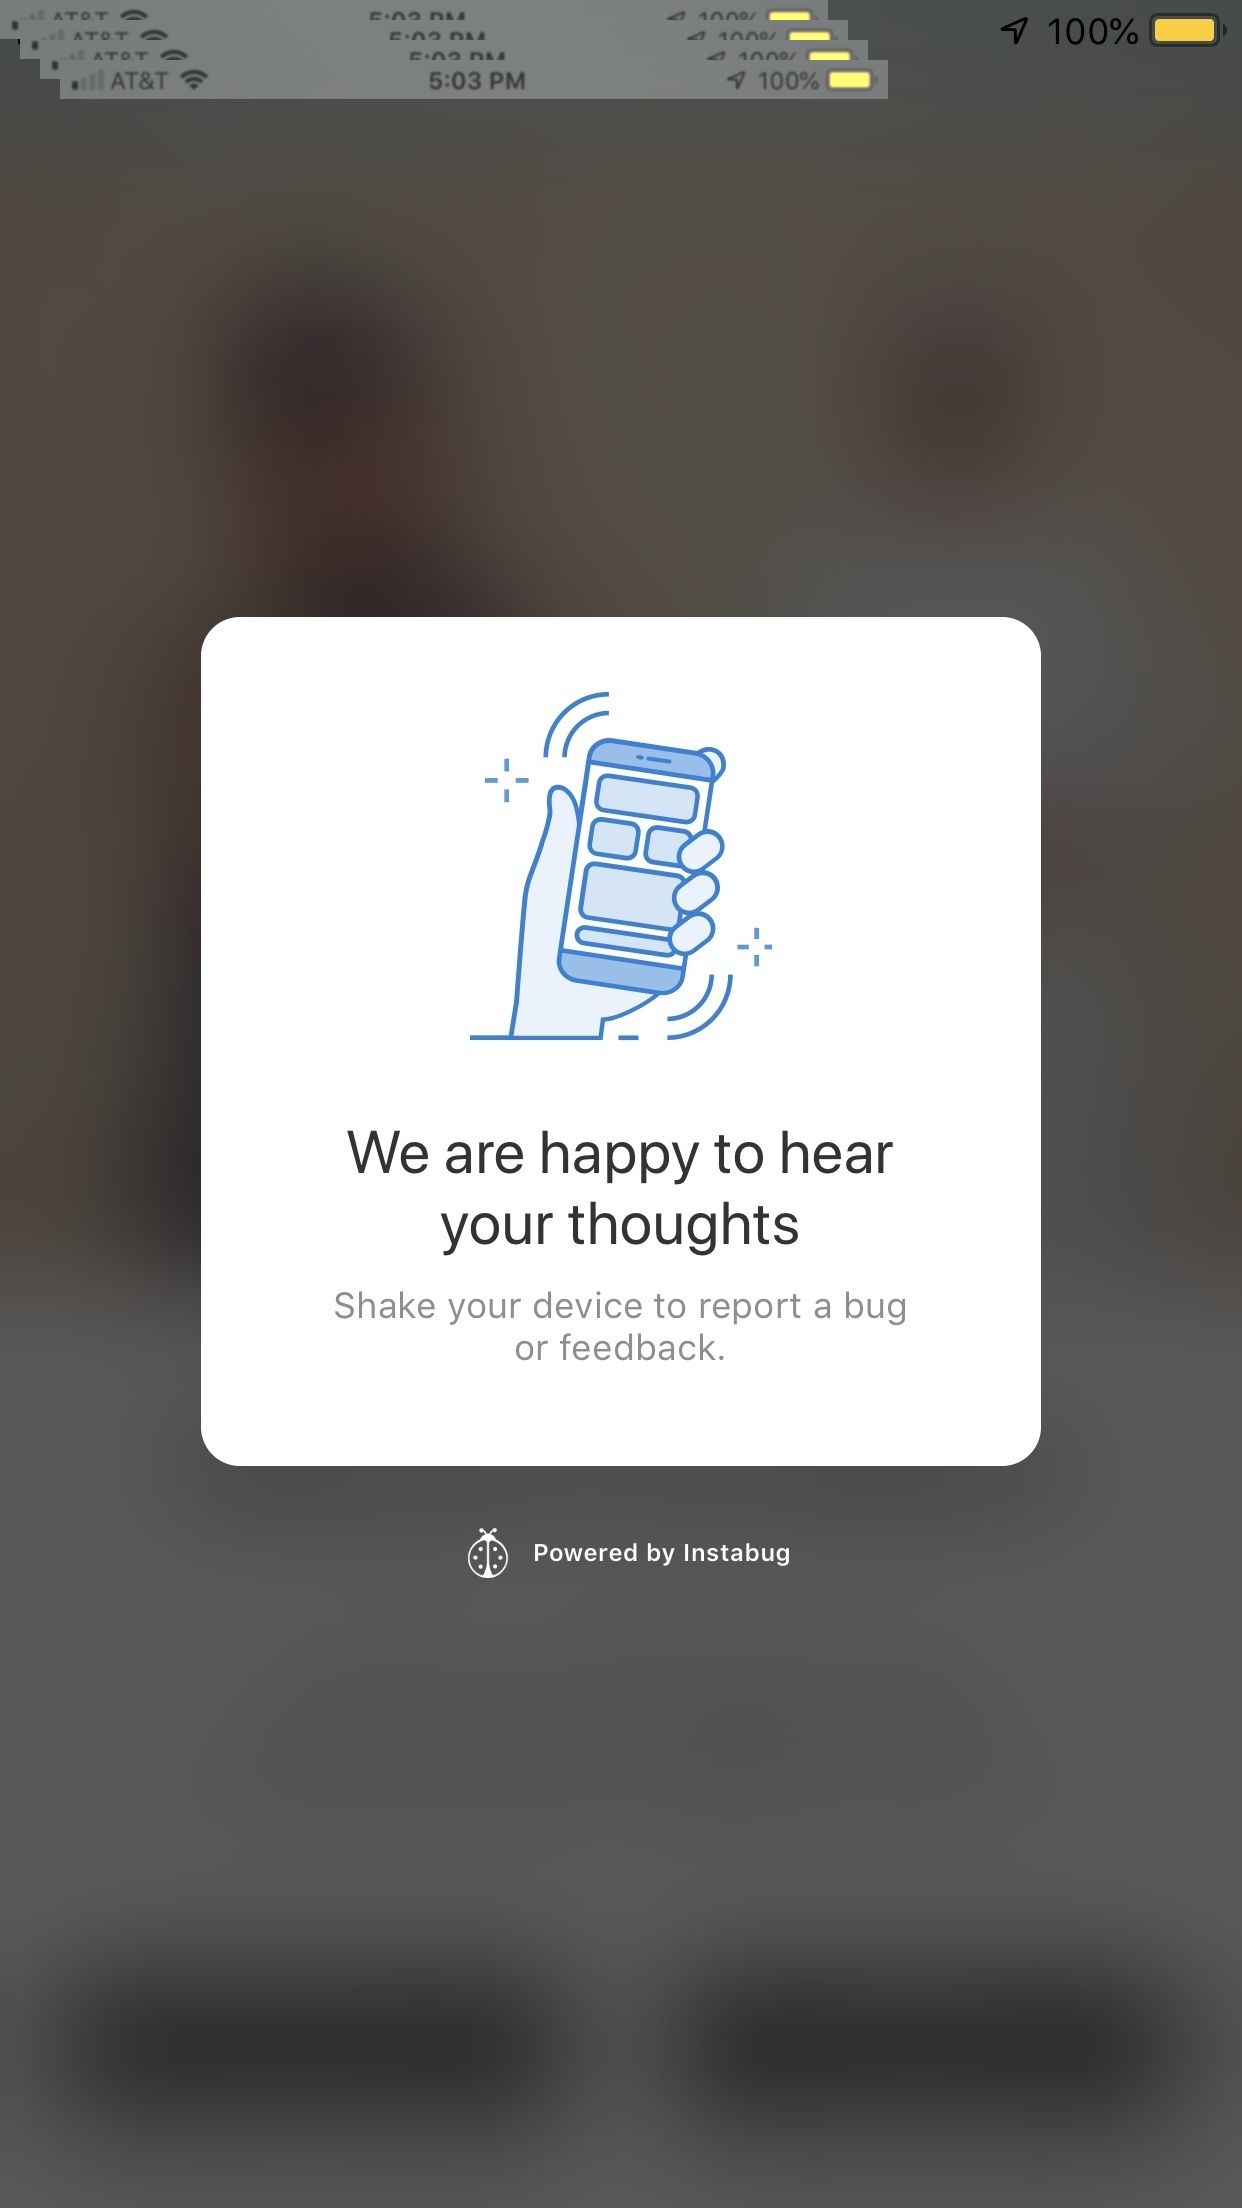 5:03 PM 100%
100%
AT&T 5:03 PM 100%
AT&T 5:03 PM 100%
AT&T 5:03 PM 100%
We are happy to hear
your thoughts
Shake your device to report a bug
or feedback.
Powered by Instabug